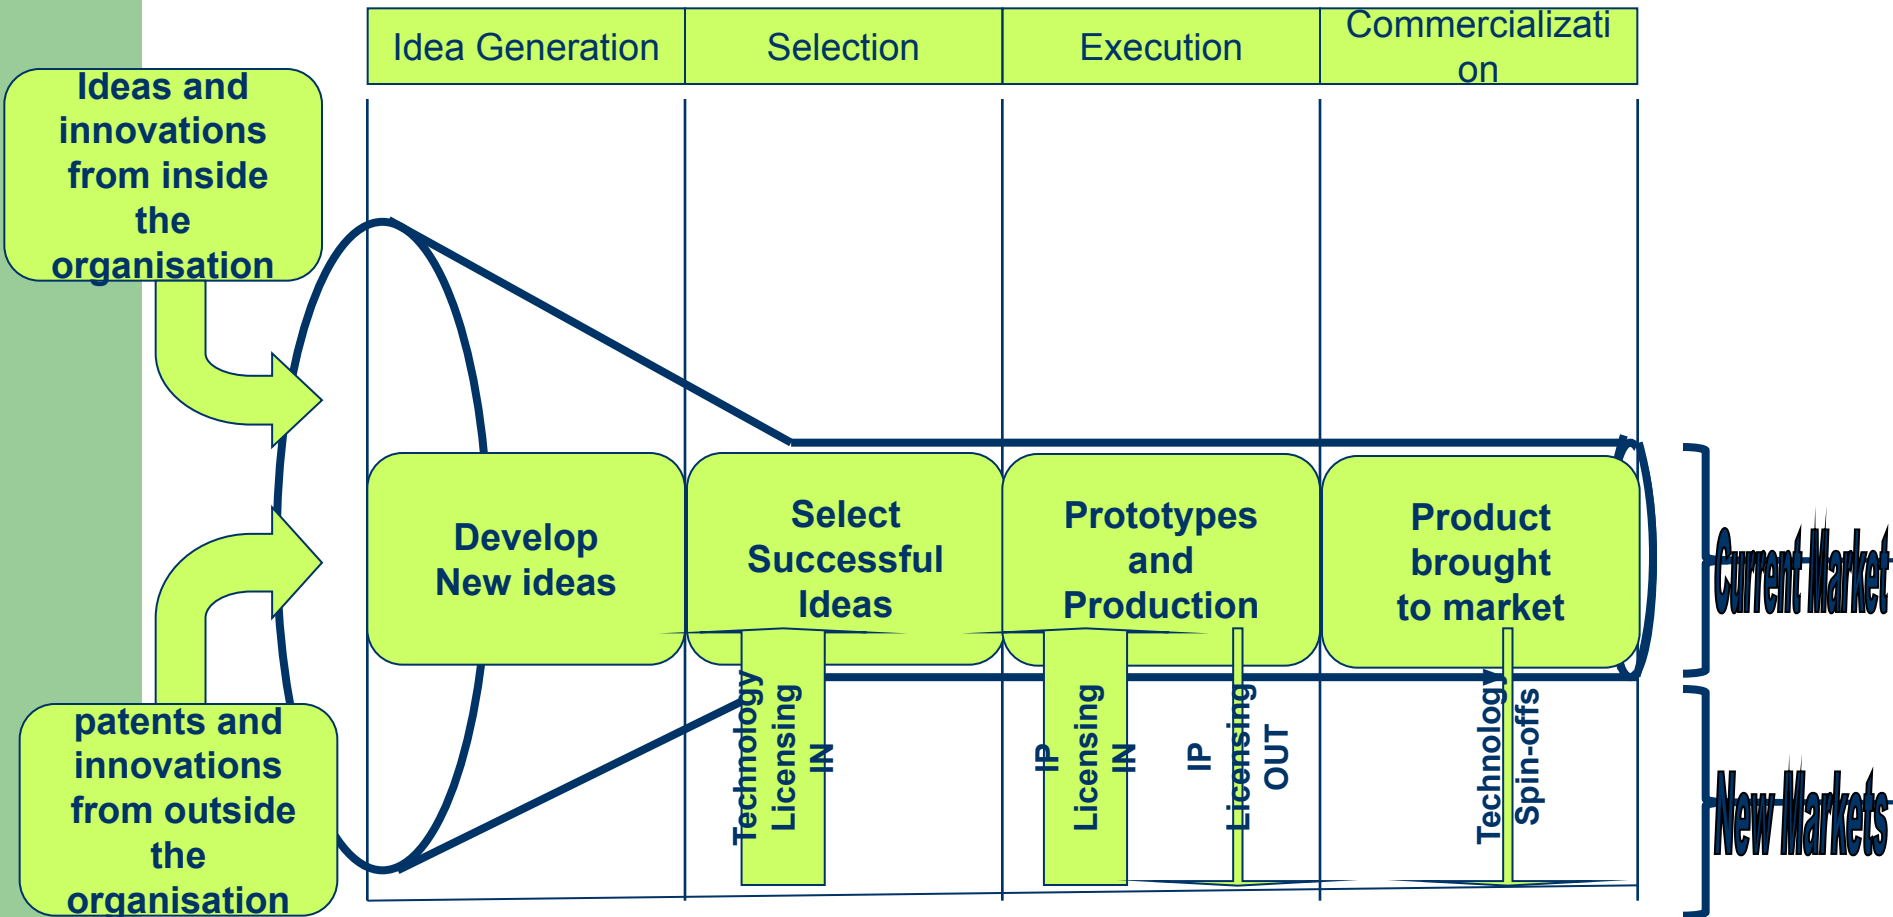 Idea Generation
Selection
Execution
Commercializati
on
Ideas and
innovations
from inside
the
organisation
Develop
New ideas
Select
Successful
Ideas
Prototypes
and
Production
Product
brought
to market
Current Market
patents and
innovations
from outside
the
organisation
Technology
Licensing
IN
IP
Licensing
IN
IP
Licensing
OUT
Technology
Spin-offs
New Markets